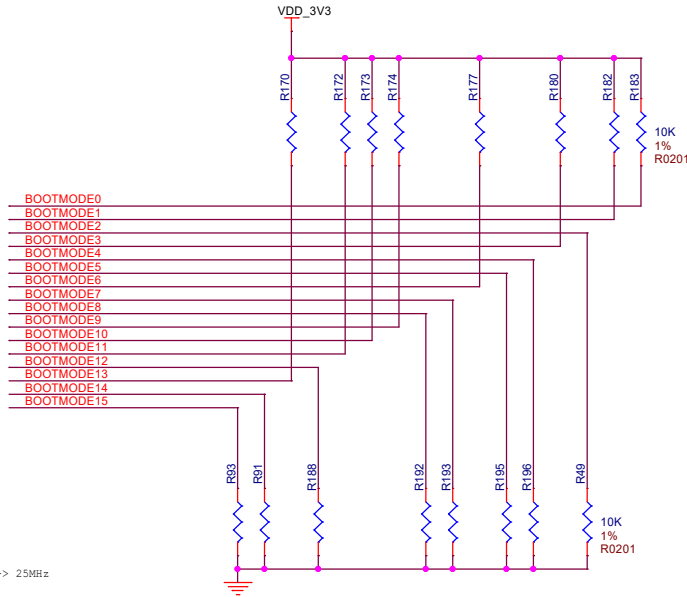 VDD_3V3
R170
R172
R173
R174
R177
R180
R182
R183
10K
1%
R0201
BOOTMODE0
BOOTMODE1
BOOTMODE2
BOOTMODE3
BOOTMODE4
BOOTMODE5
BOOTMODE6
BOOTMODE7
BOOTMODE8
BOOTMODE9
BOOTMODE10
BOOTMODE11
BOOTMODE12
BOOTMODE13
BOOTMODE14
BOOTMODE15
R93
R91
R188
R192
R193
R195
R196
R49
10K
1%
R0201
> 25MHz